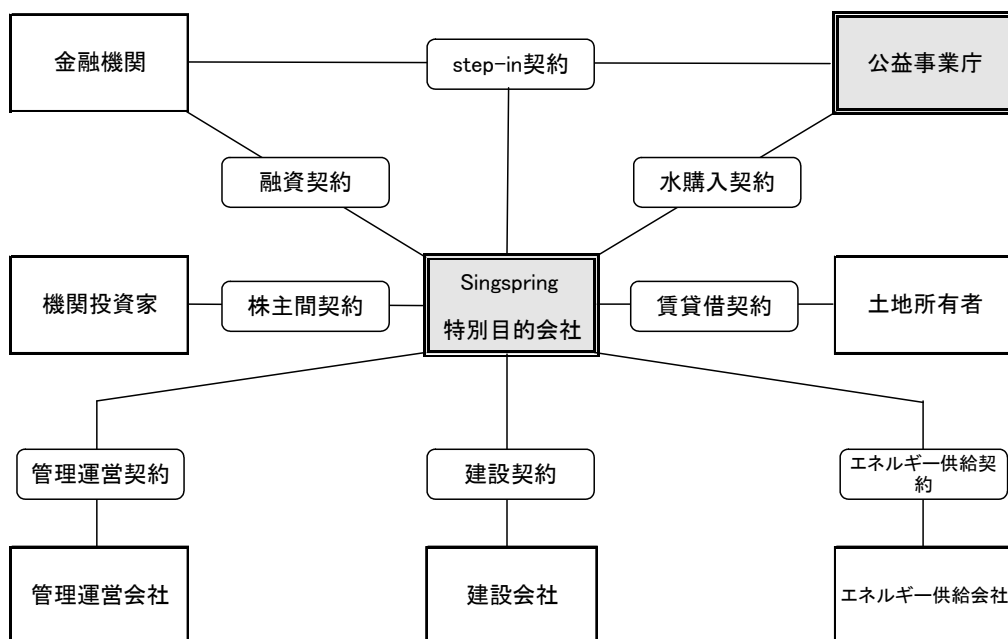 金融機関
step-in契約
公益事業庁
融資契約
水購入契約
機関投資家
株主間契約
Singspring
特別目的会社
賃貸借契約
土地所有者
管理運営契約
建設契約
エネルギー供給契
約
管理運営会社
建設会社
エネルギー供給会社